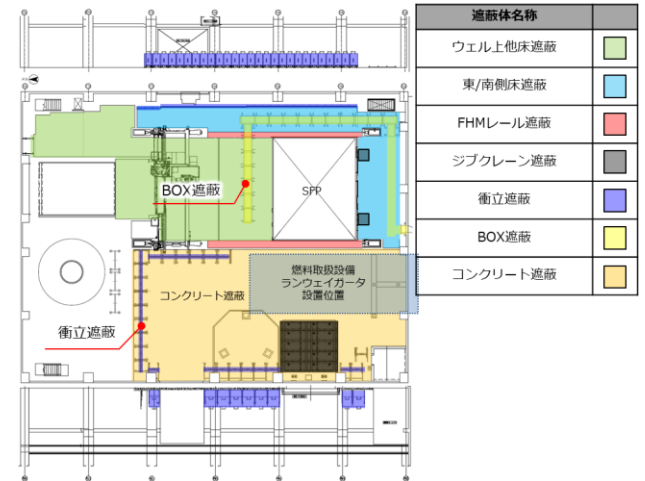 遮蔽体名称
ウェル上他床遮蔽
東/南側床遮蔽
FHMレール遮蔽
ジブクレーン遮蔽
衝立遮蔽
BOX遮蔽
コンクリート遮蔽
BOX遮蔽
SFP
燃料取扱設備
ランウェイガータ
設置位置
コンクリート遮蔽
衝立遮蔽